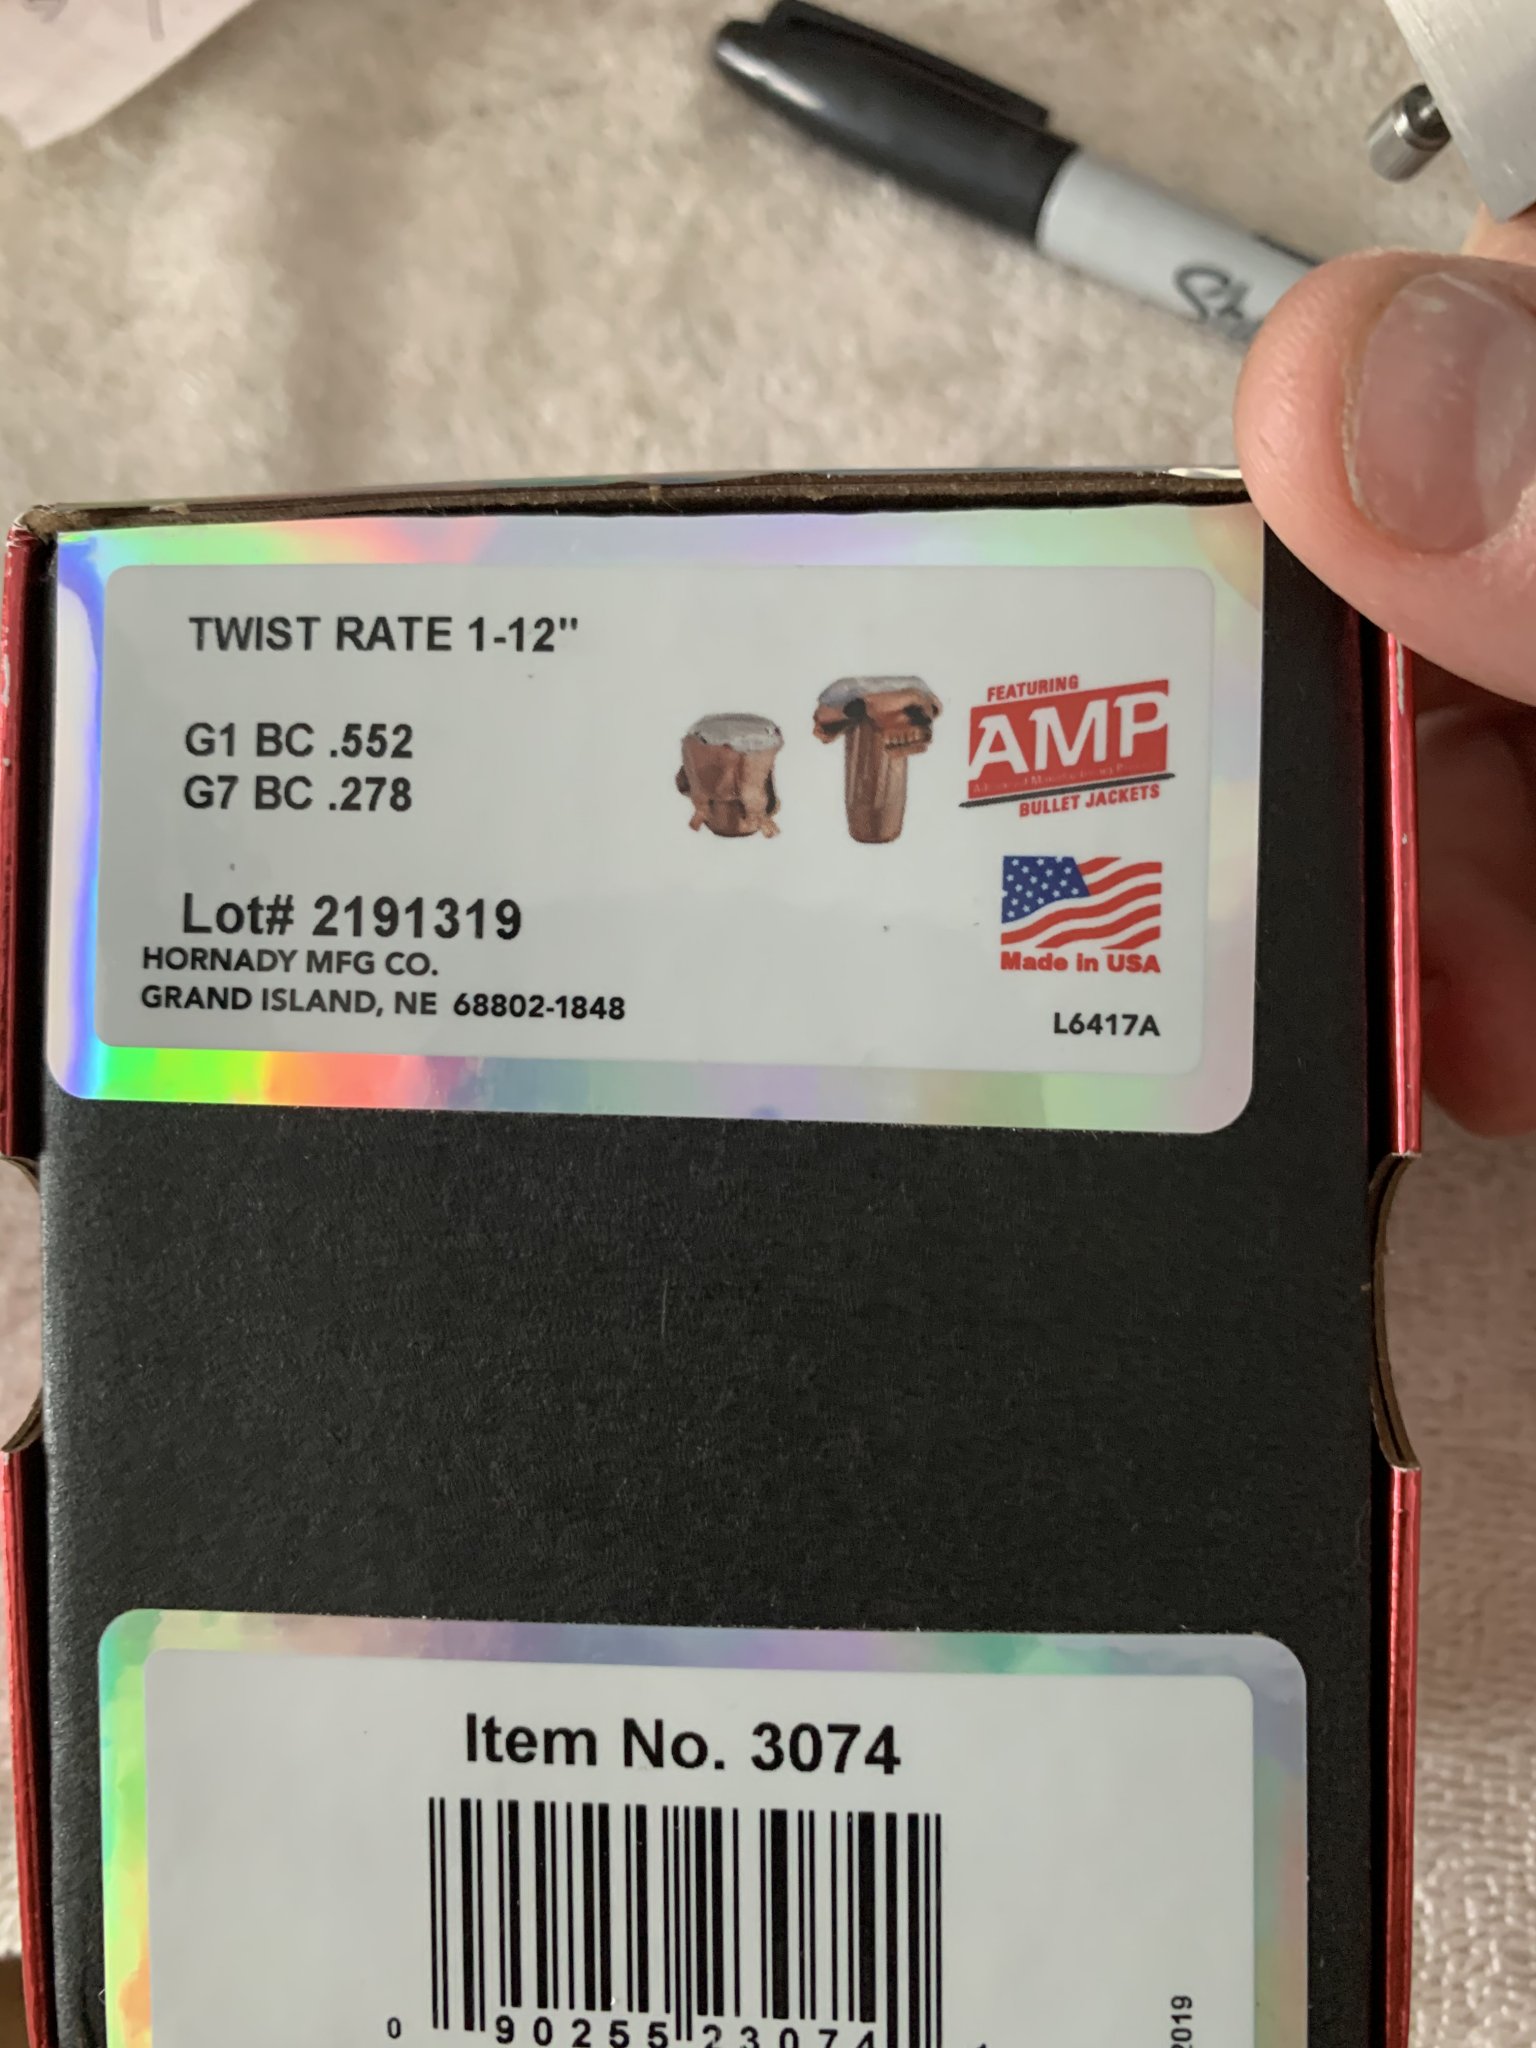 TWIST RATE 1-12"
G1 BC .552
G7 BC .278
Lot# 2191319
HORNADY MFG CO.
GRAND ISLAND, NE 68802-1848
FEATURING
AMP
BULLET JACKETS
Made in USA
L6417A
Item No. 3074
0 90255 23074
2019